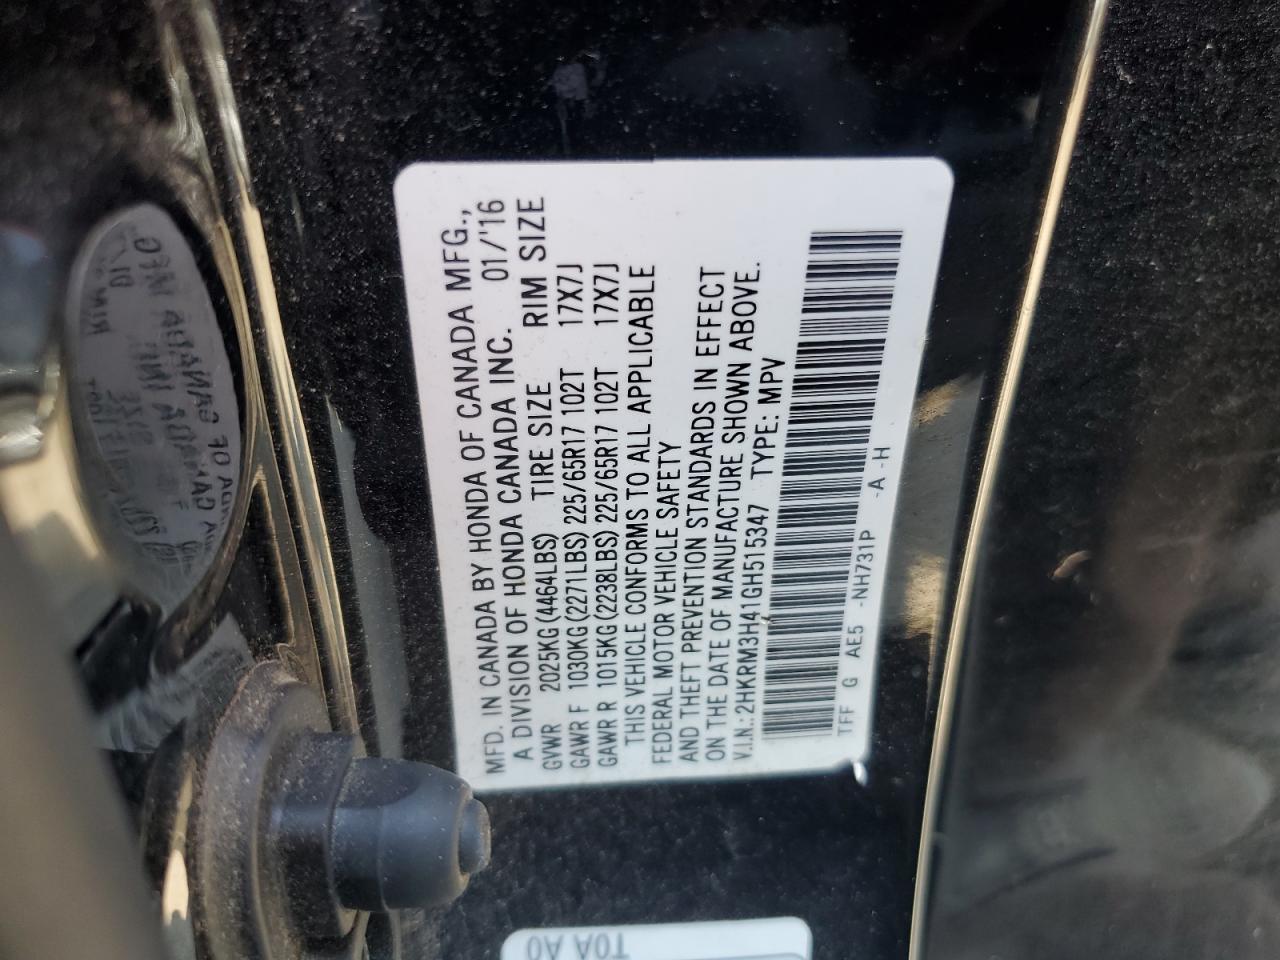 MFD. IN CANADA BY HONDA OF CANADA MFG.,
A DIVISION OF HONDA CANADA INC. 01/'16
GVWR 2025KG(4464LBS) TIRE SIZE RIM SIZE
GAWR F 1030KG(2271LBS) 225/65R17 102T 17X7J
GAWR R 1015KG(2238LBS) 225/65R17 102T 17X7J
THIS VEHICLE CONFORMS TO ALL APPLICABLE
FEDERAL MOTOR VEHICLE SAFETY
AND THEFT PREVENTION STANDARDS IN EFFECT
ON THE DATE OF MANUFACTURE SHOWN ABOVE.
V.I.N.: 2HKRM3H41GH515347 TYPE: MPV
TFF G AE5 -NH731P -A -H
T0A A0